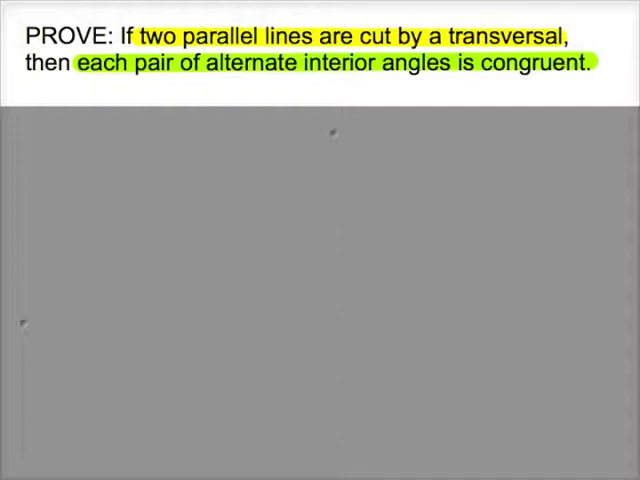 PROVE: If two parallel lines are cut by a transversal,
then each pair of alternate interior angles is congruent.